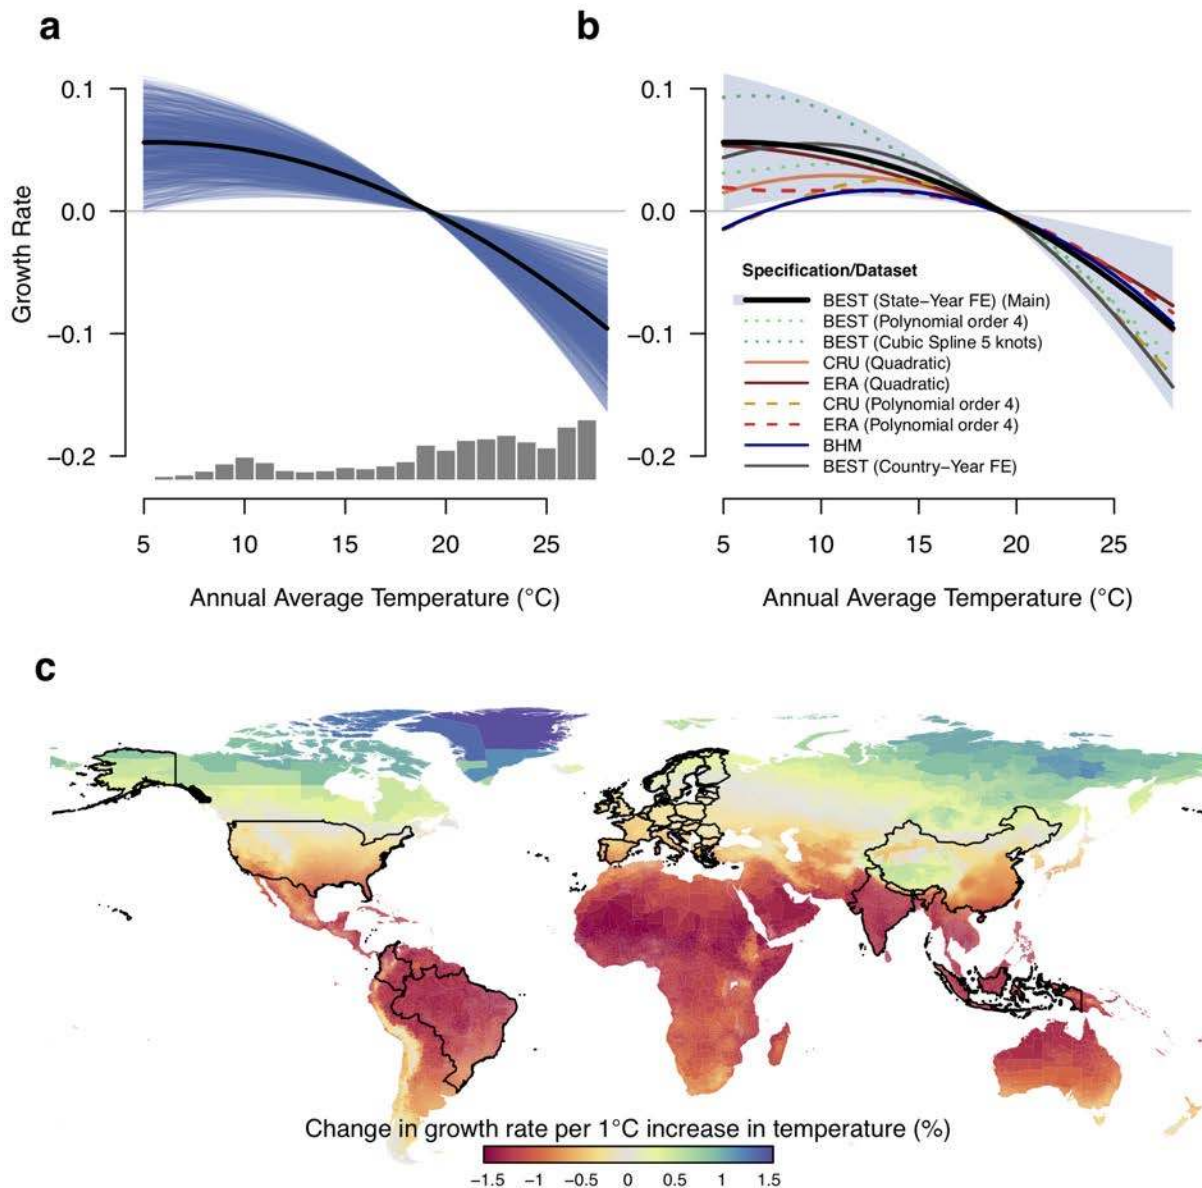 a
b
0.1
0.0
−0.1
−0.2
Growth Rate
5
10
15
20
25
Annual Average Temperature (°C)
0.1
0.0
−0.1
−0.2
Specification/Dataset
BEST (State−Year FE) (Main)
BEST (Polynomial order 4)
BEST (Cubic Spline 5 knots)
CRU (Quadratic)
ERA (Quadratic)
CRU (Polynomial order 4)
ERA (Polynomial order 4)
BHM
BEST (Country−Year FE)
5
10
15
20
25
Annual Average Temperature (°C)
c
Change in growth rate per 1°C increase in temperature (%)
−1.5
−1
−0.5
0
0.5
1
1.5